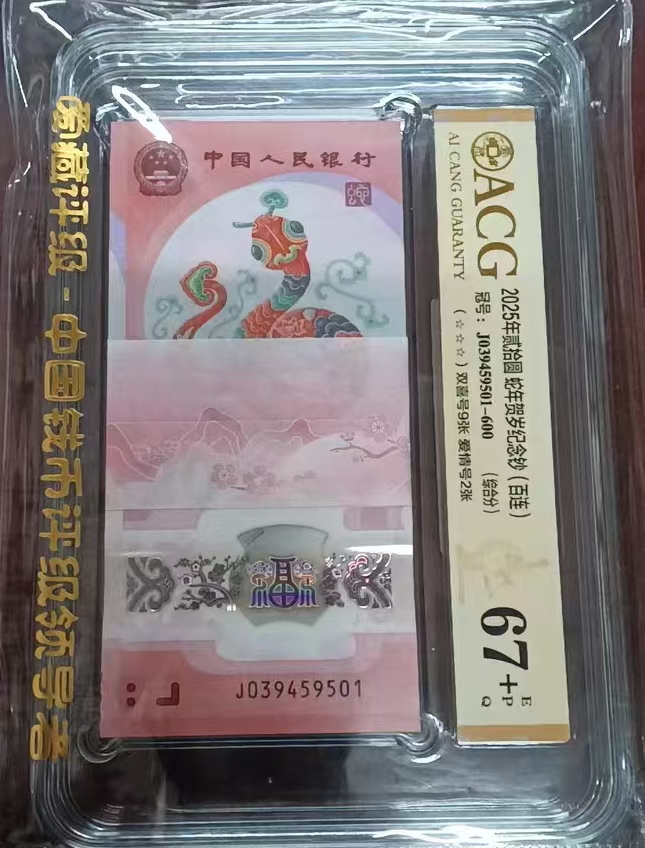 爱藏评级 - 中国钱币评级领导者
中国人民银行
福
J039459501
ACG
AI CANG GUARANTY
2025年贰拾圆 蛇年贺岁纪念钞（百连）
冠号：J039459501-600 （综合分）
（☆☆☆）双喜号9张 爱情号2张
67+
E
P
Q